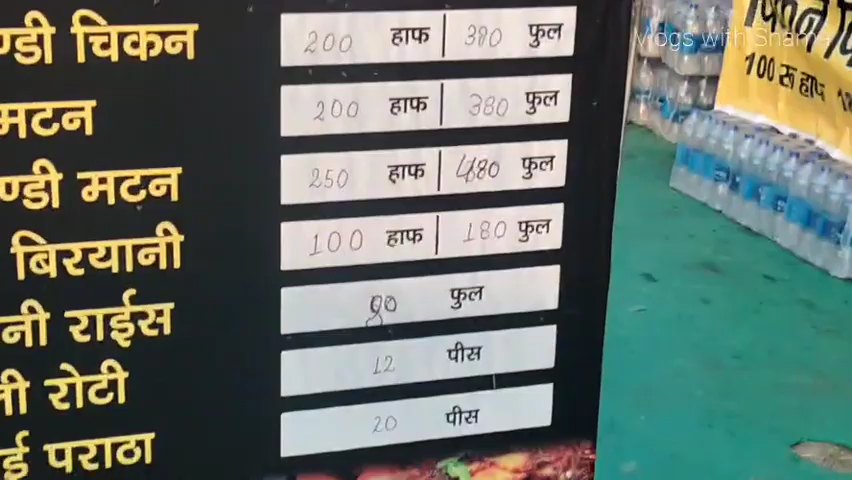 ण्डी चिकन 200 हाफ | 380 फुल
मटन 200 हाफ | 380 फुल
ण्डी मटन 250 हाफ | 480 फुल
बिरयानी 100 हाफ | 180 फुल
नी राईस फुल
रोटी 12 पीस
ई पराठा 20 पीस
Vlogs with Sham
100 रू हाफ